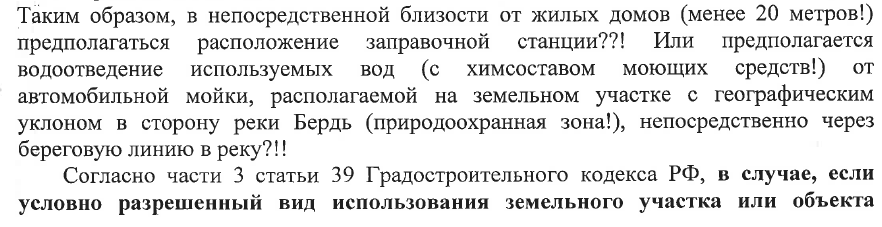 Таким образом, в непосредственной близости от жилых домов (менее 20 метров!)
предполагаться расположение заправочной станции??! Или предполагается
водоотведение используемых вод (с химсоставом моющих средств!) от
автомобильной мойки, располагаемой на земельном участке с географическим
уклоном в сторону реки Бердь (природоохранная зона!), непосредственно через
береговую линию в реку?!!
Согласно части 3 статьи 39 Градостроительного кодекса РФ, в случае, если
условно разрешенный вид использования земельного участка или объекта